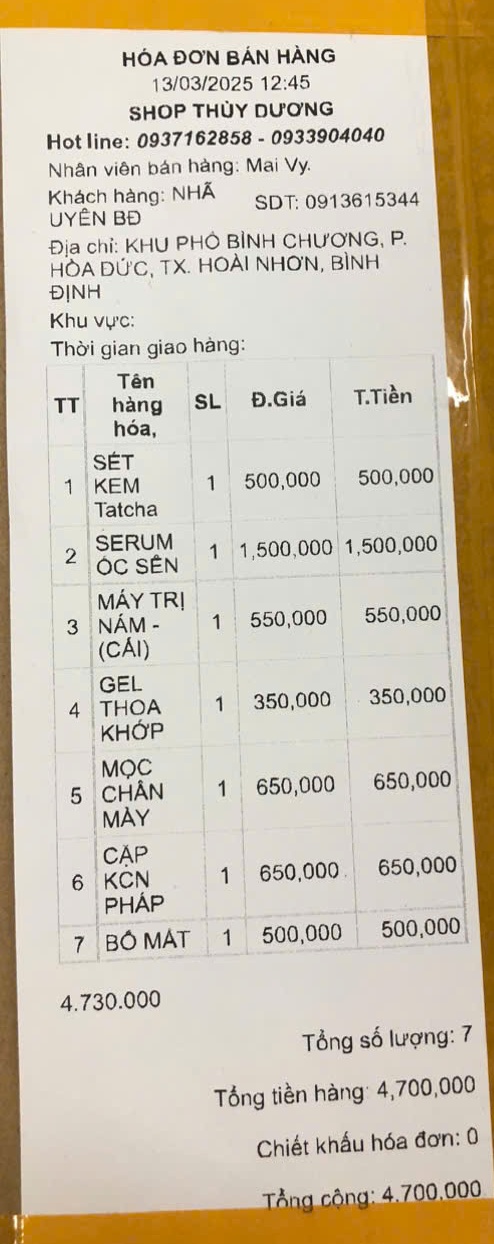 HÓA ĐƠN BÁN HÀNG
13/03/2025 12:45
SHOP THÙY DƯƠNG
Hot line: 0937162858 - 0933904040
Nhân viên bán hàng: Mai Vy.
Khách hàng: NHÃ UYÊN BĐ SDT: 0913615344
Địa chỉ: KHU PHỐ BÌNH CHƯƠNG, P.
HÒA ĐỨC, TX. HOÀI NHƠN, BÌNH
ĐỊNH
Khu vực:
Thời gian giao hàng:
TT Tên hàng hóa, SL Đ.Giá T.Tiền
1 SÉT KEM Tatcha 1 500,000 500,000
2 SERUM ÓC SÊN 1 1,500,000 1,500,000
3 MÁY TRỊ NÁM - (CÁI) 1 550,000 550,000
4 GEL THOA KHỚP 1 350,000 350,000
5 MỌC CHÂN MÀY 1 650,000 650,000
6 CẶP KCN PHÁP 1 650,000 650,000
7 BỔ MẮT 1 500,000 500,000
4.730.000
Tổng số lượng: 7
Tổng tiền hàng: 4,700,000
Chiết khấu hóa đơn: 0
Tổng cộng: 4.700,000